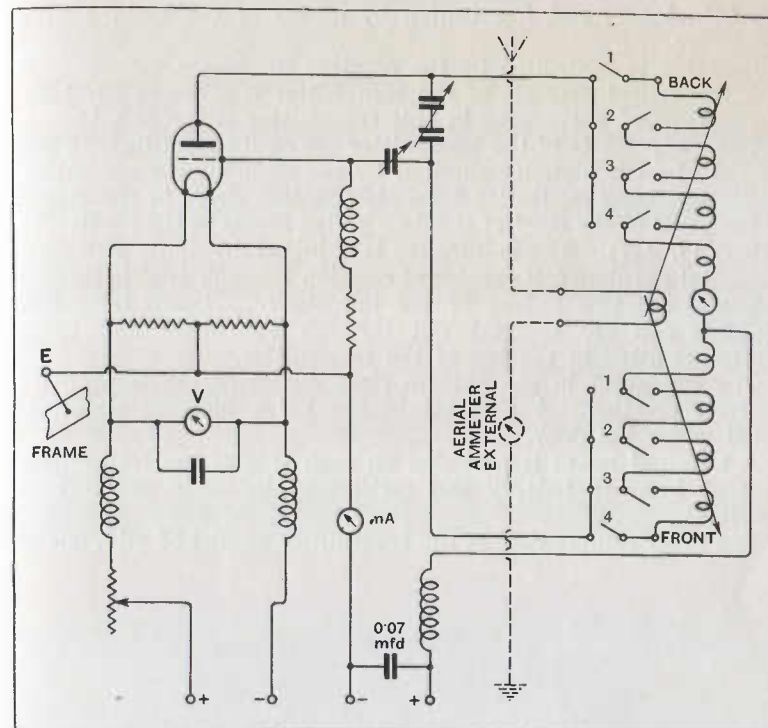 1
BACK
2
3
4
E
FRAME
V
AERIAL
AMMETER
EXTERNAL
1
2
3
4
FRONT
mA
0·07
mfd
+
-
-
+